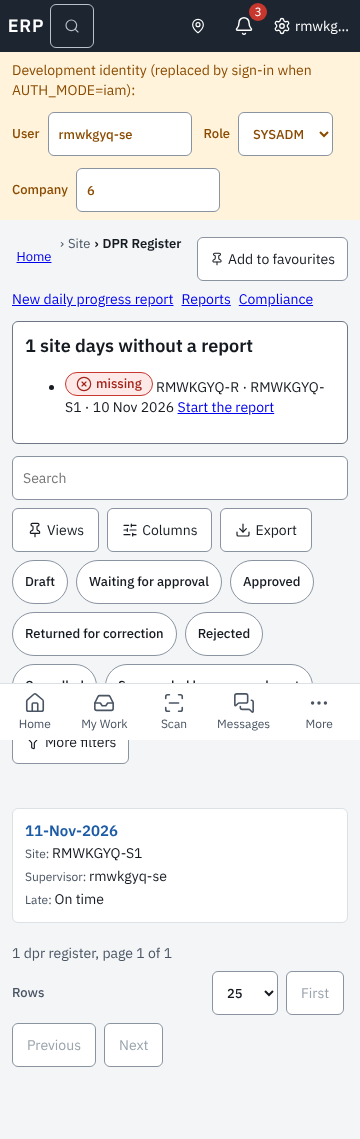 ERP
3
rmwkg...
Development identity (replaced by sign-in when
AUTH_MODE=iam):
User rmwkgyq-se Role SYSADM
Company 6
Home › Site › DPR Register
Add to favourites
New daily progress report Reports Compliance
1 site days without a report
missing RMWKGYQ-R · RMWKGYQ-
S1 · 10 Nov 2026 Start the report
Search
Views Columns Export
Draft Waiting for approval Approved
Returned for correction Rejected
Home My Work Scan Messages More
More filters
11-Nov-2026
Site: RMWKGYQ-S1
Supervisor: rmwkgyq-se
Late: On time
1 dpr register, page 1 of 1
Rows 25 First
Previous Next